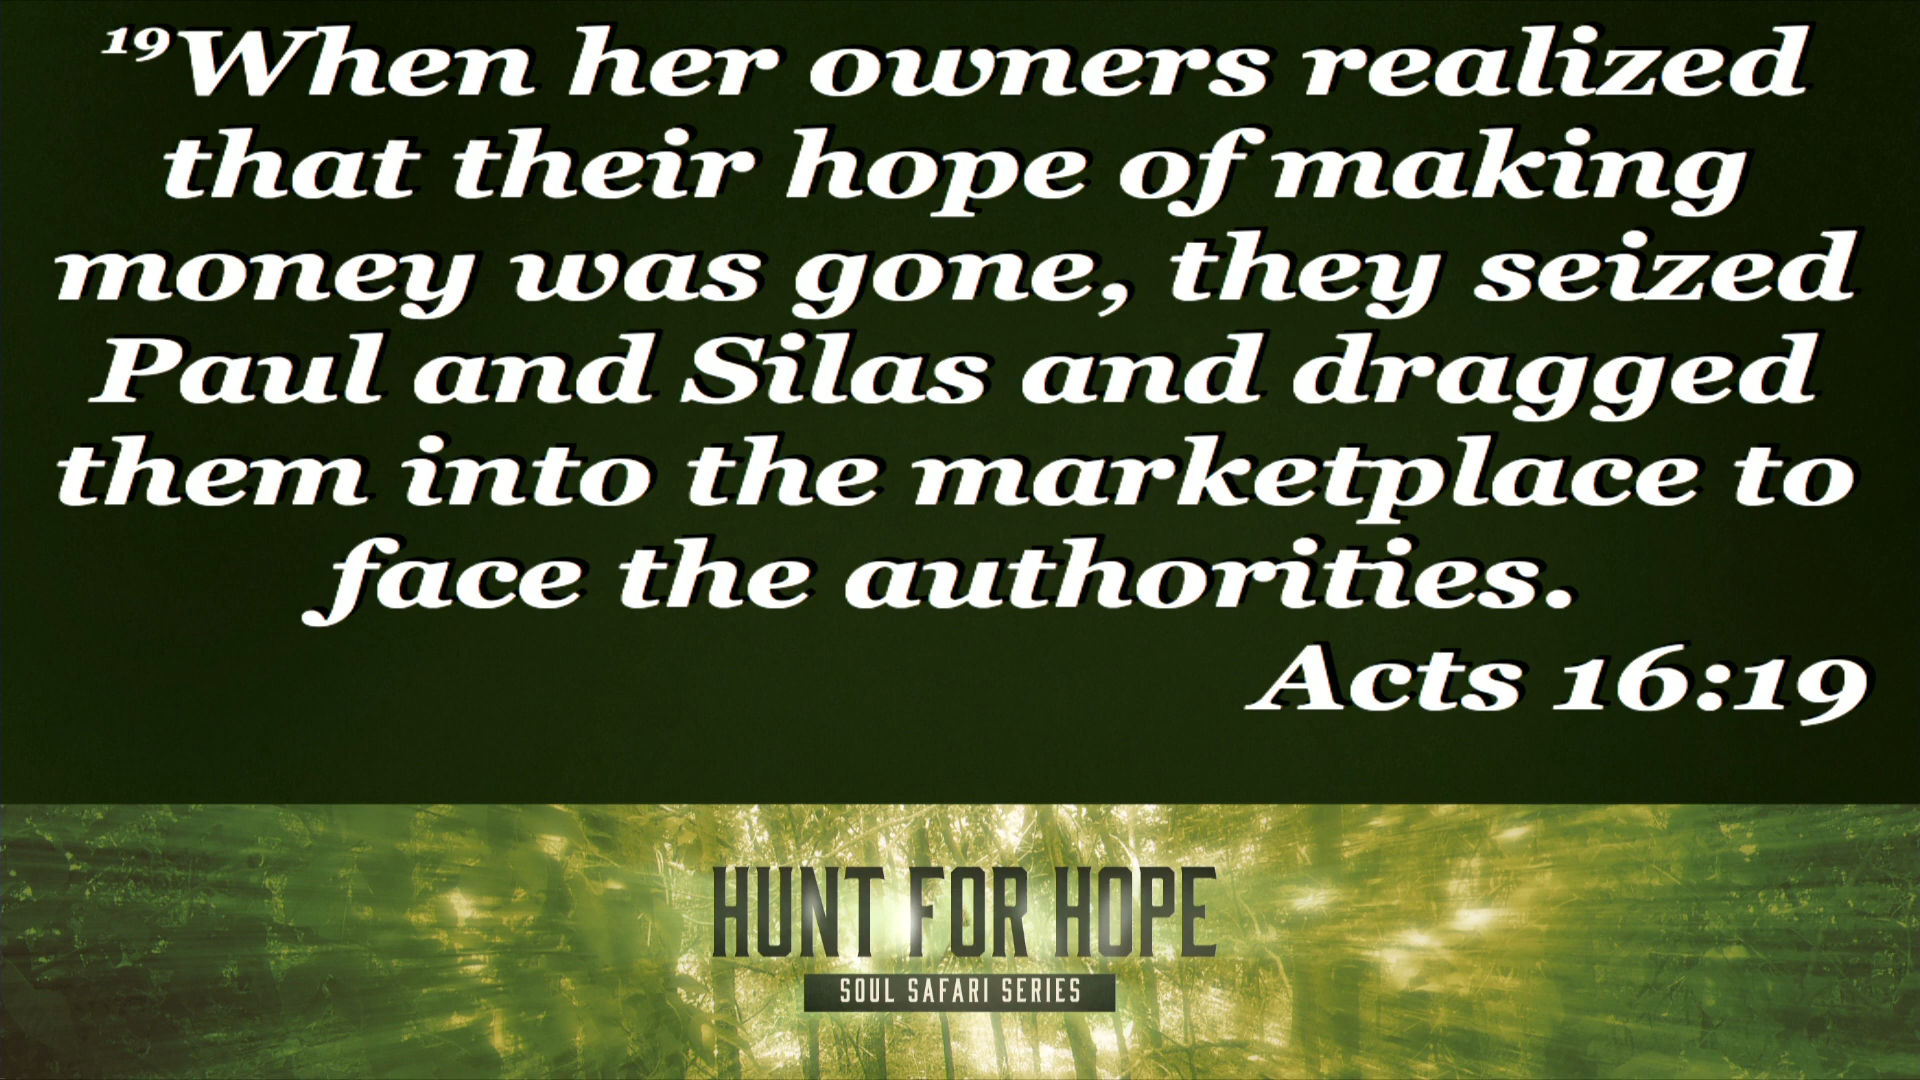 ¹⁹When her owners realized
that their hope of making
money was gone, they seized
Paul and Silas and dragged
them into the marketplace to
face the authorities.
Acts 16:19
HUNT FOR HOPE
SOUL SAFARI SERIES